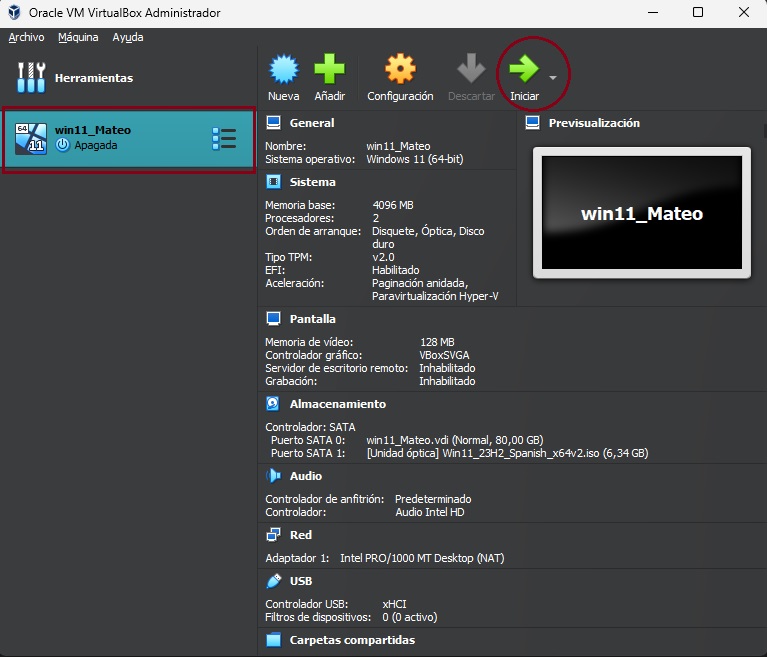 Oracle VM VirtualBox Administrador
Archivo Máquina Ayuda
Herramientas
Nueva Añadir Configuración Descartar Iniciar
64
11
win11_Mateo
Apagada
General
Nombre: win11_Mateo
Sistema operativo: Windows 11 (64-bit)
Previsualización
win11_Mateo
Sistema
Memoria base: 4096 MB
Procesadores: 2
Orden de arranque: Disquete, Óptica, Disco
duro
Tipo TPM: v2.0
EFI: Habilitado
Aceleración: Paginación anidada,
Paravirtualización Hyper-V
Pantalla
Memoria de vídeo: 128 MB
Controlador gráfico: VBoxSVGA
Servidor de escritorio remoto: Inhabilitado
Grabación: Inhabilitado
Almacenamiento
Controlador: SATA
Puerto SATA 0: win11_Mateo.vdi (Normal, 80,00 GB)
Puerto SATA 1: [Unidad óptica] Win11_23H2_Spanish_x64v2.iso (6,34 GB)
Audio
Controlador de anfitrión: Predeterminado
Controlador: Audio Intel HD
Red
Adaptador 1: Intel PRO/1000 MT Desktop (NAT)
USB
Controlador USB: xHCI
Filtros de dispositivos: 0 (0 activo)
Carpetas compartidas